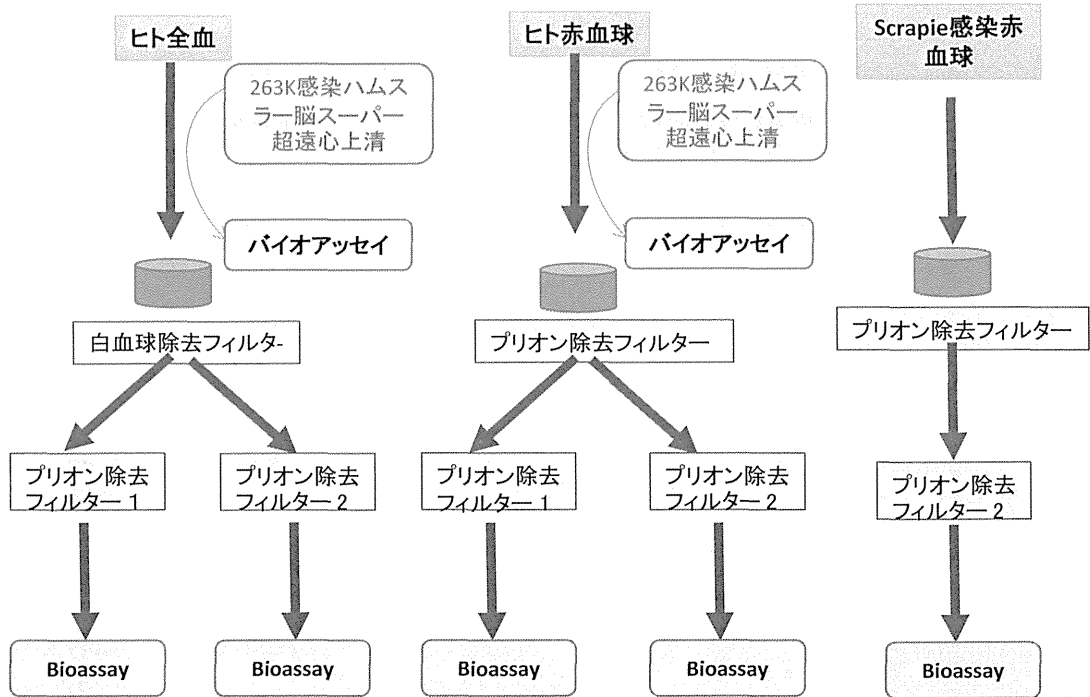 ヒト全血
263K感染ハムス
ラー脳スーパー
超遠心上清
バイオアッセイ
白血球除去フィルタ-
プリオン除去
フィルター 1
プリオン除去
フィルター 2
Bioassay
Bioassay
ヒト赤血球
263K感染ハムス
ラー脳スーパー
超遠心上清
バイオアッセイ
プリオン除去フィルター
プリオン除去
フィルター 1
プリオン除去
フィルター 2
Bioassay
Bioassay
Scrapie感染赤
血球
プリオン除去フィルター
プリオン除去
フィルター 2
Bioassay